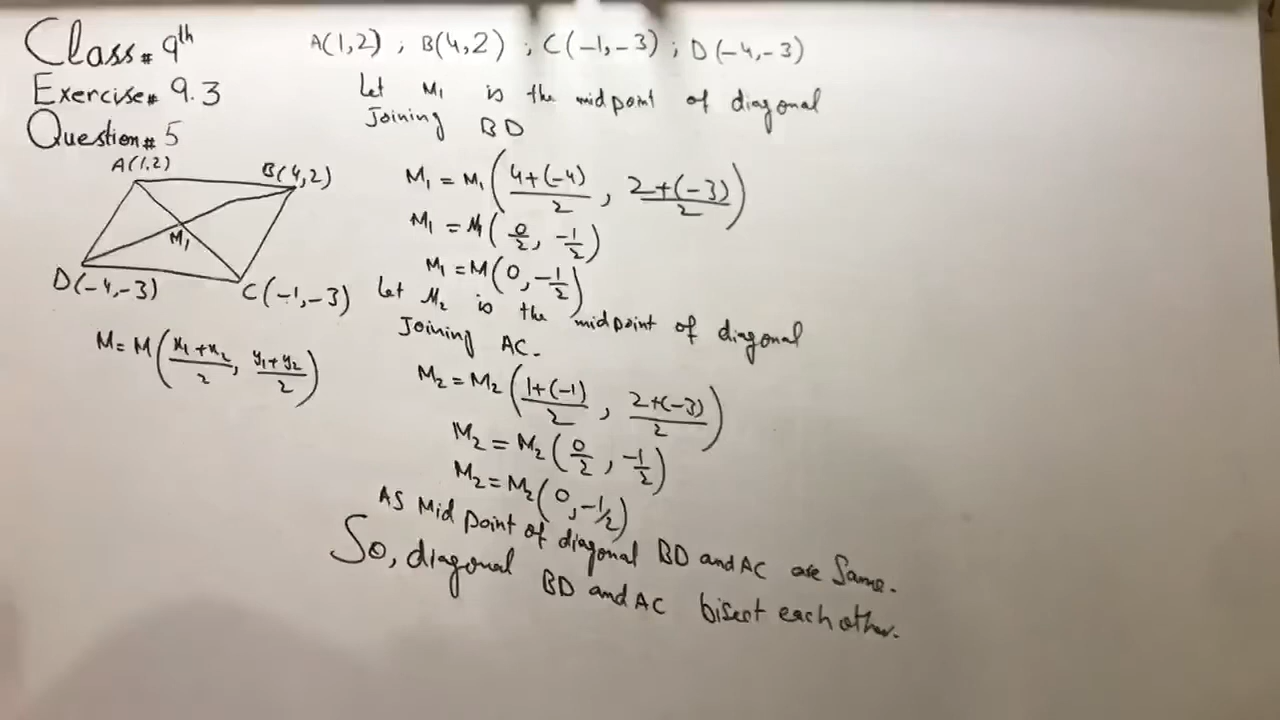 Class# 9th
Exercise# 9.3
Question# 5
A(1,2)
B(4,2)
M₁
D(-4,-3)
C(-1,-3)
M = M((x₁+x₂)/2, (y₁+y₂)/2)
A(1,2) ; B(4,2) ; C(-1,-3) ; D(-4,-3)
Let M₁ is the midpoint of diagonal
Joining BD
M₁ = M₁((4+(-4))/2, (2+(-3))/2)
M₁ = M(0/2, -1/2)
M₁ = M(0, -1/2)
Let M₂ is the midpoint of diagonal
Joining AC.
M₂ = M₂((1+(-1))/2, (2+(-3))/2)
M₂ = M₂(0/2, -1/2)
M₂ = M₂(0, -1/2)
AS Mid Point of diagonal BD and AC are Same.
So, diagonal BD and AC bisect each other.